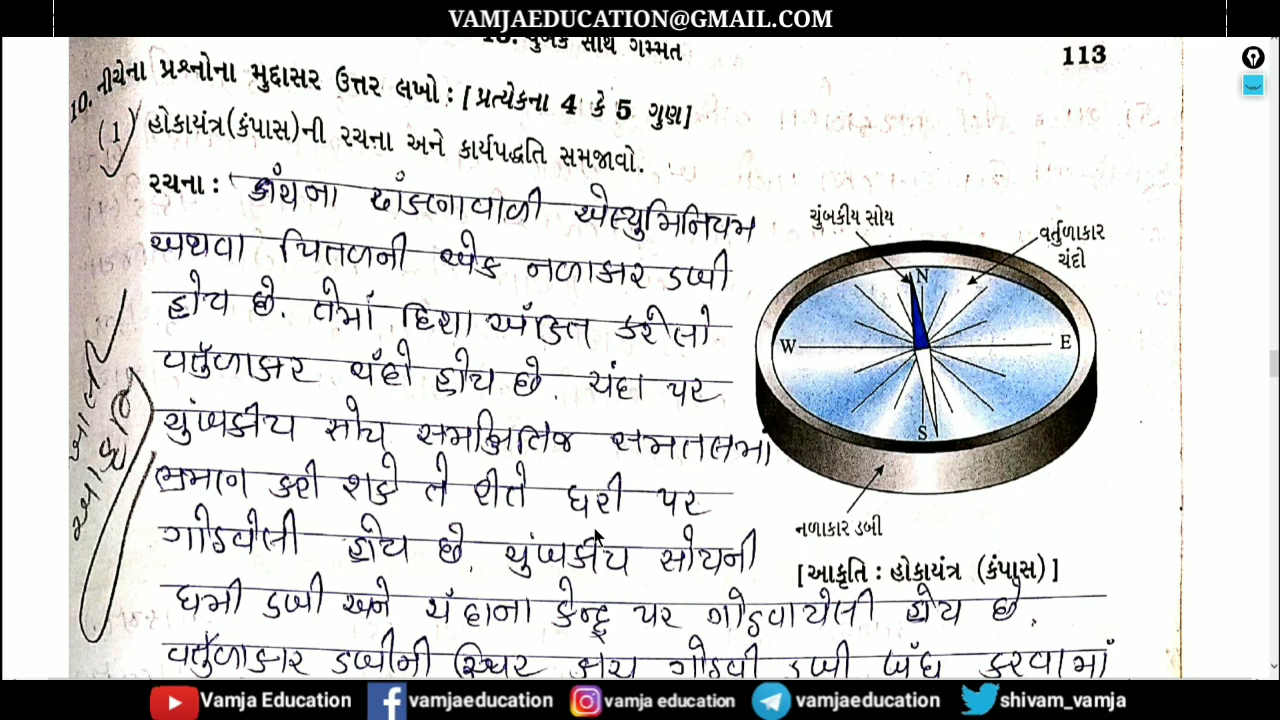 VAMJAEDUCATION@GMAIL.COM
ચુંબક સાથે ગમ્મત
113
10. નીચેના પ્રશ્નોના મુદ્દાસર ઉત્તર લખો : [પ્રત્યેકના 4 કે 5 ગુણ]
(1) હોકાયંત્ર(કંપાસ)ની રચના અને કાર્યપદ્ધતિ સમજાવો.
રચના : કાંચના ઢાંકનાવાળી એલ્યુમિનિયમ
અથવા પિતળની એક નળાકાર ડબ્બી
હોય છે. તેમાં દિશા અંકિત કરેલો
વર્તુળાકાર ચંદો હોય છે. ચંદા પર
ચુંબકીય સોય સમક્ષિતિજ સમતલમાં
ભ્રમણ કરી શકે તે રીતે ધરી પર
ગોઠવેલી હોય છે. ચુંબકીય સોયની
ધરી ડબ્બી અને ચંદાના કેન્દ્ર પર ગોઠવાયેલી હોય છે.
વર્તુળાકાર ડબ્બીની સ્થિર કાચ ગોઠવી ડબ્બી બંધ કરવામાં
ચુંબકીય સોય
વર્તુળાકાર
ચંદો
N
W
E
S
નળાકાર ડબી
[આકૃતિ : હોકાયંત્ર (કંપાસ)]
Vamja Education
vamjaeducation
vamja education
vamjaeducation
shivam_vamja